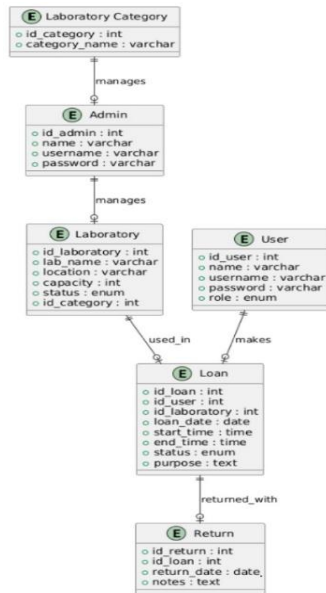 E Laboratory Category
id_category : int
category_name : varchar
manages
E Admin
id_admin : int
name : varchar
username : varchar
password : varchar
manages
E Laboratory
id_laboratory : int
lab_name : varchar
location : varchar
capacity : int
status : enum
id_category : int
E User
id_user : int
name : varchar
username : varchar
password : varchar
role : enum
used_in
makes
E Loan
id_loan : int
id_user : int
id_laboratory : int
loan_date : date
start_time : time
end_time : time
status : enum
purpose : text
returned_with
E Return
id_return : int
id_loan : int
return_date : date
notes : text